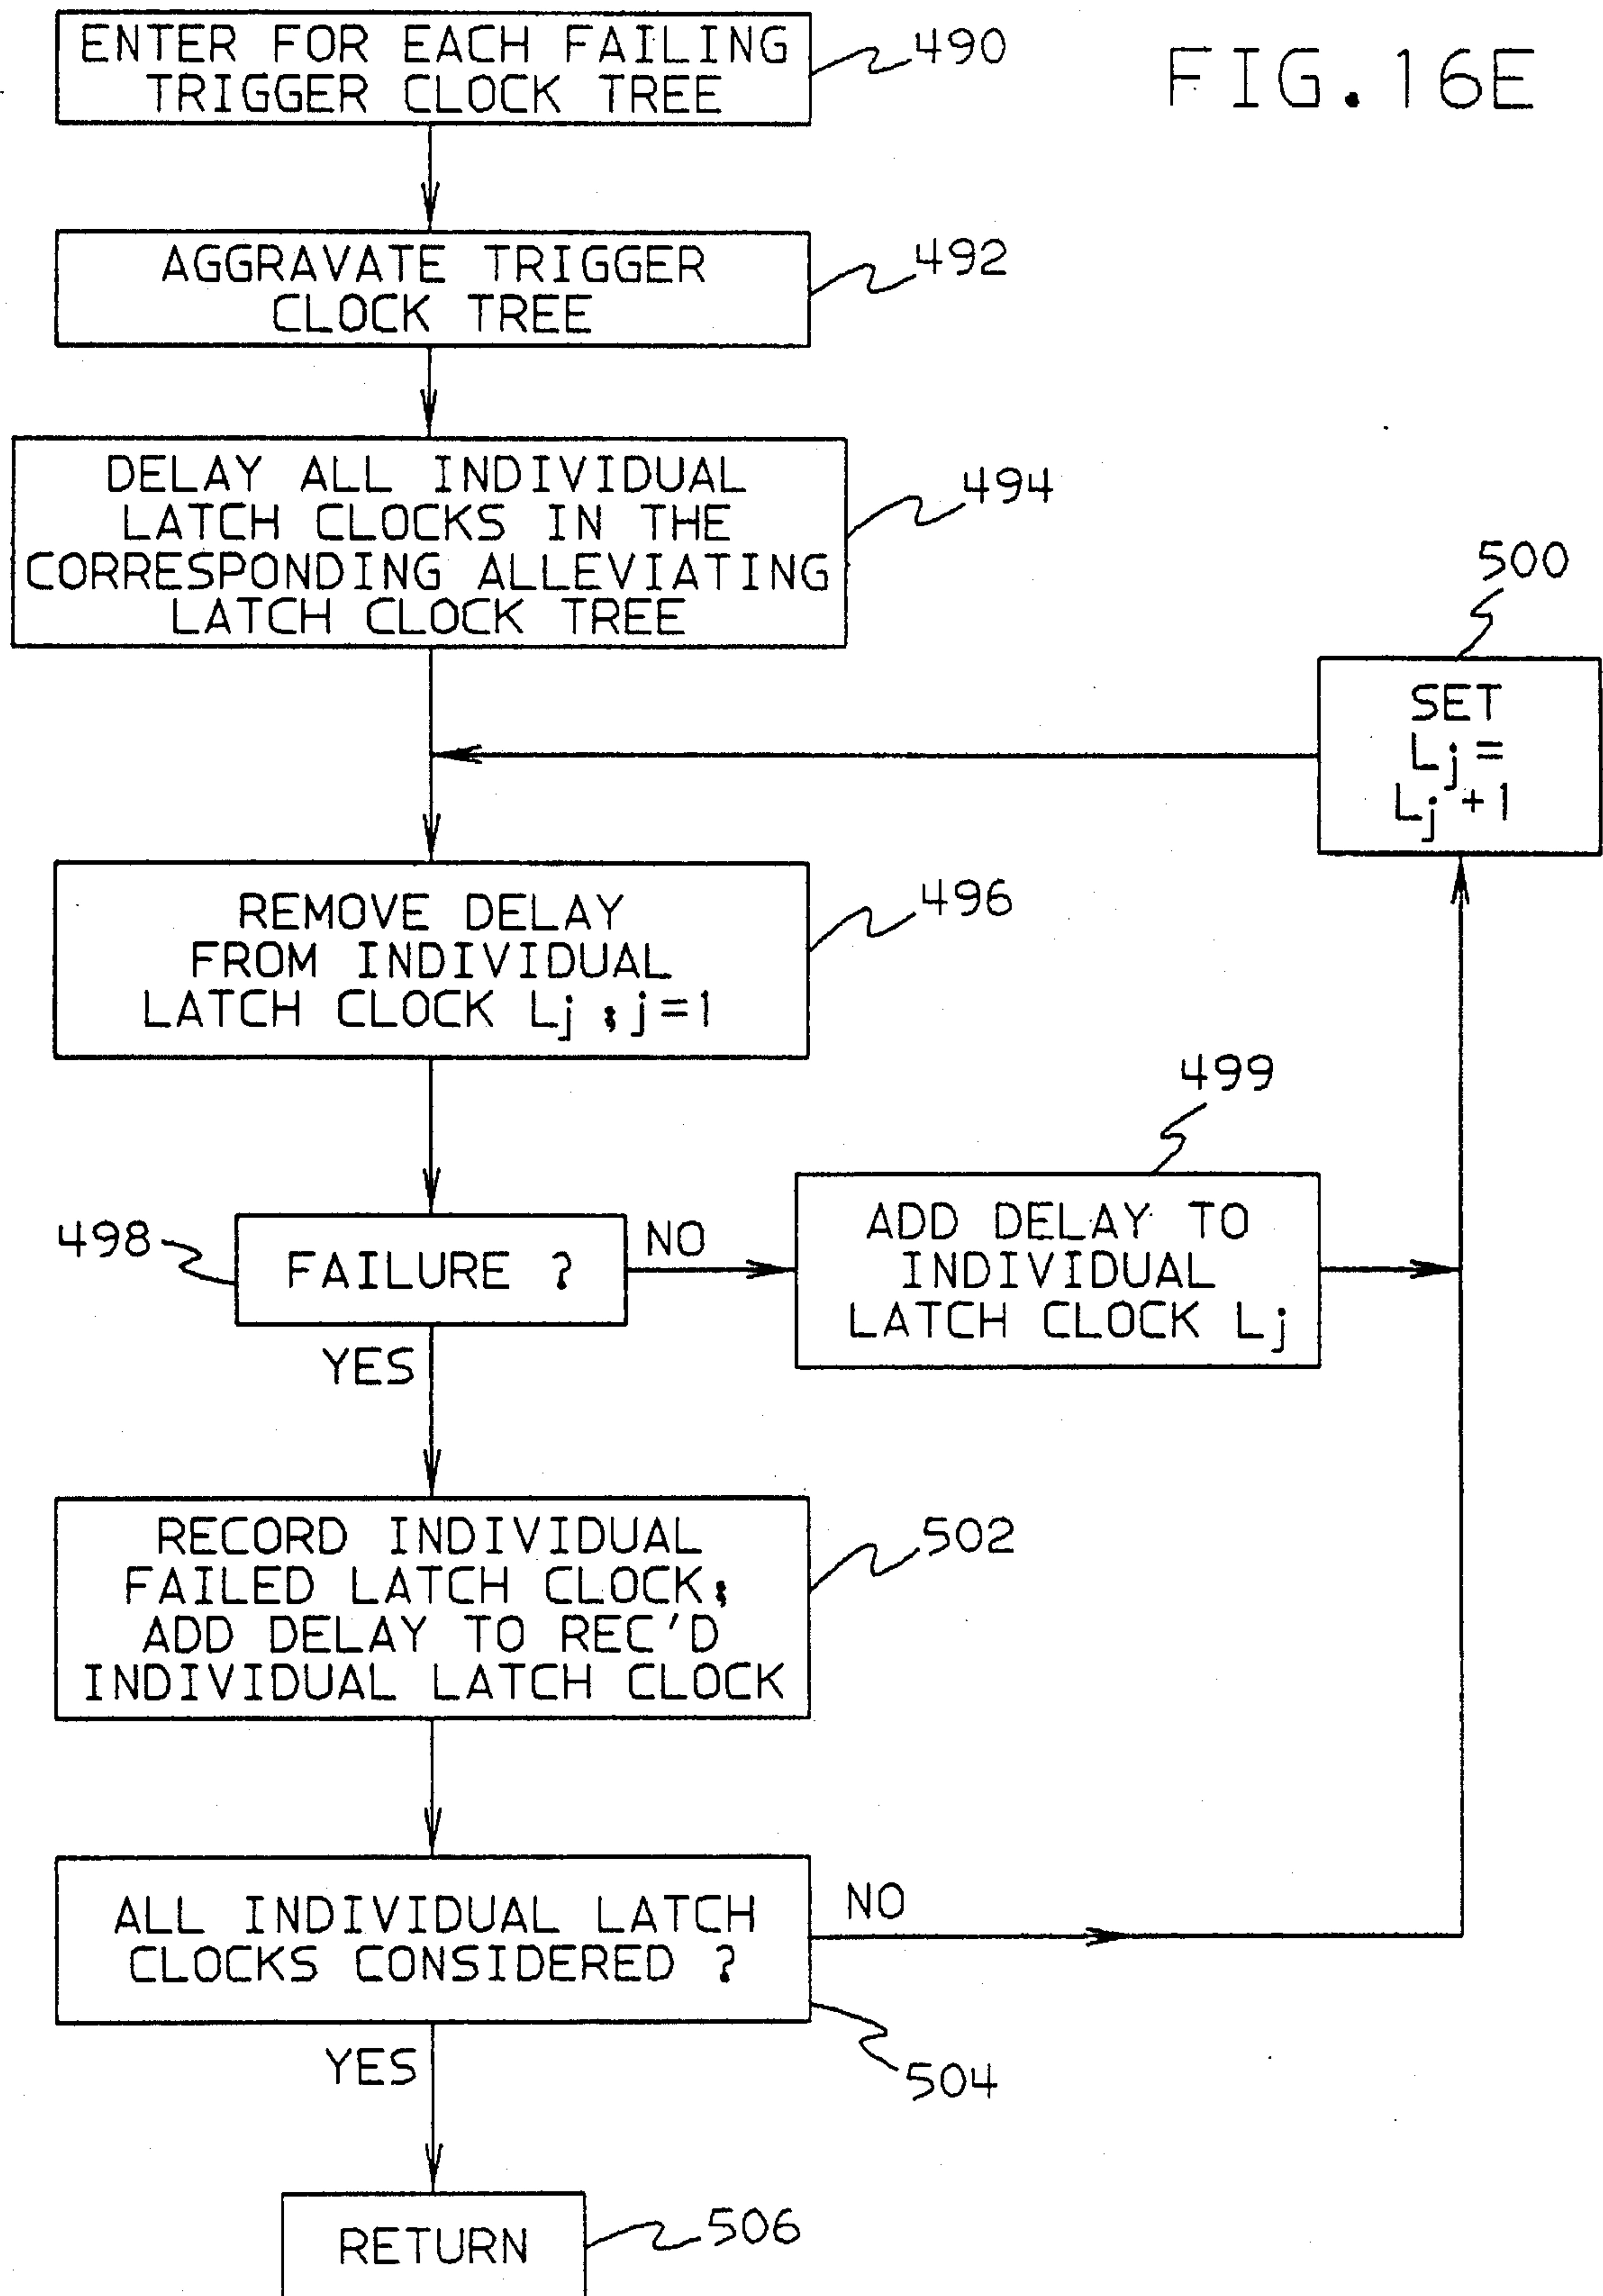 FIG. 16E
ENTER FOR EACH FAILING
TRIGGER CLOCK TREE
490
AGGRAVATE TRIGGER
CLOCK TREE
492
DELAY ALL INDIVIDUAL
LATCH CLOCKS IN THE
CORRESPONDING ALLEVIATING
LATCH CLOCK TREE
494
500
SET
Lj =
Lj +1
REMOVE DELAY
FROM INDIVIDUAL
LATCH CLOCK Lj ; j=1
496
499
498
FAILURE ?
NO
ADD DELAY TO
INDIVIDUAL
LATCH CLOCK Lj
YES
RECORD INDIVIDUAL
FAILED LATCH CLOCK;
ADD DELAY TO REC'D
INDIVIDUAL LATCH CLOCK
502
ALL INDIVIDUAL LATCH
CLOCKS CONSIDERED ?
NO
504
YES
RETURN
506